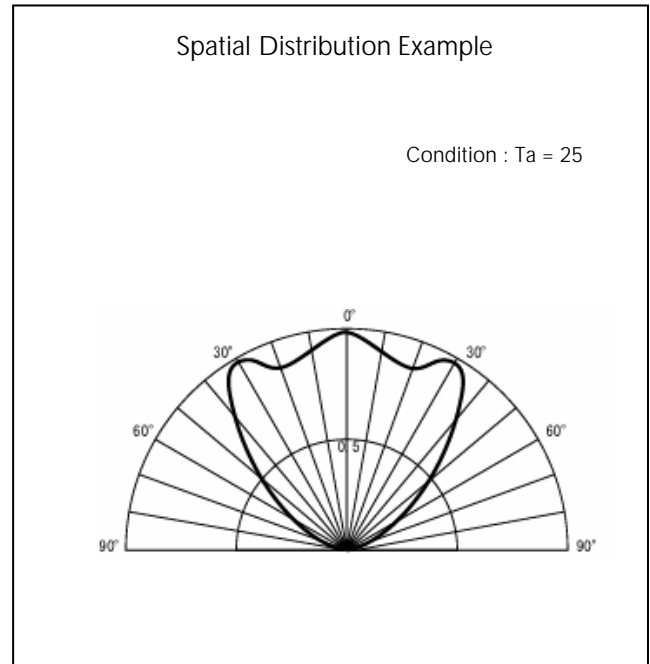 Spatial Distribution Example
Condition : Ta = 25
0°
30° 30°
60° 60°
0.5
90° 90°